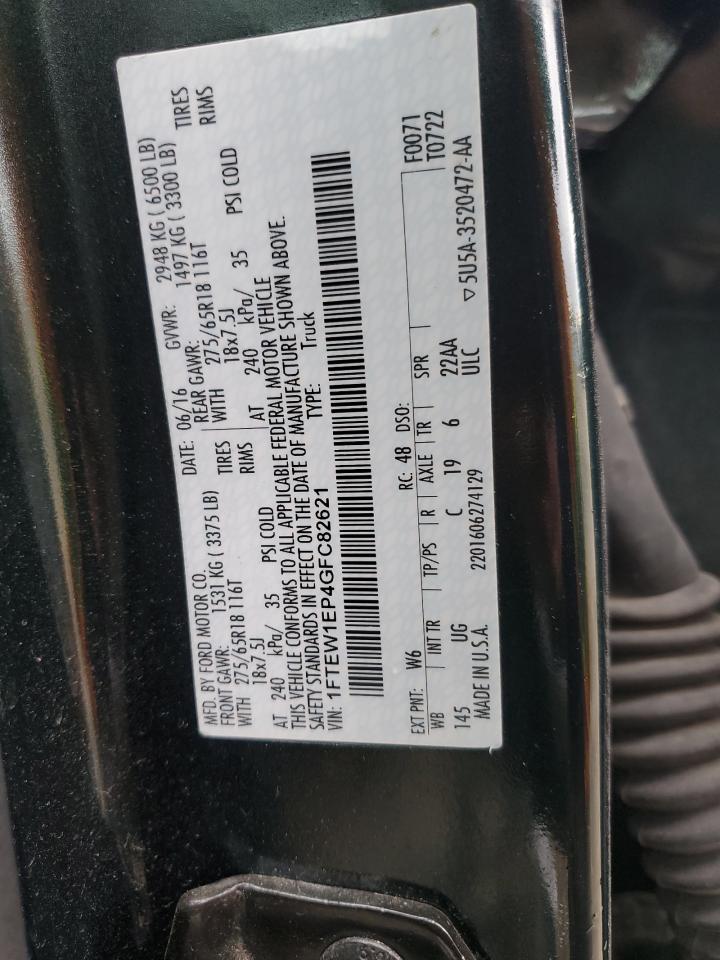 MFD. BY FORD MOTOR CO.
DATE: 06/16 GVWR: 2948 KG ( 6500 LB)
FRONT GAWR: 1531 KG ( 3375 LB) REAR GAWR: 1497 KG ( 3300 LB)
WITH 275/65R18 116T TIRES WITH 275/65R18 116T TIRES
18x7.5J RIMS 18x7.5J RIMS
AT 240 kPa/ 35 PSI COLD AT 240 kPa/ 35 PSI COLD
THIS VEHICLE CONFORMS TO ALL APPLICABLE FEDERAL MOTOR VEHICLE
SAFETY STANDARDS IN EFFECT ON THE DATE OF MANUFACTURE SHOWN ABOVE.
VIN: 1FTEW1EP4GFC82621 TYPE: Truck
F0071
T0722
EXT PNT: W6 RC: 48 DSO:
WB INT TR TP/PS R AXLE TR SPR
145 UG C 19 6 22AA
MADE IN U.S.A. 2201606274129 ULC ▽5U5A-3520472-AA